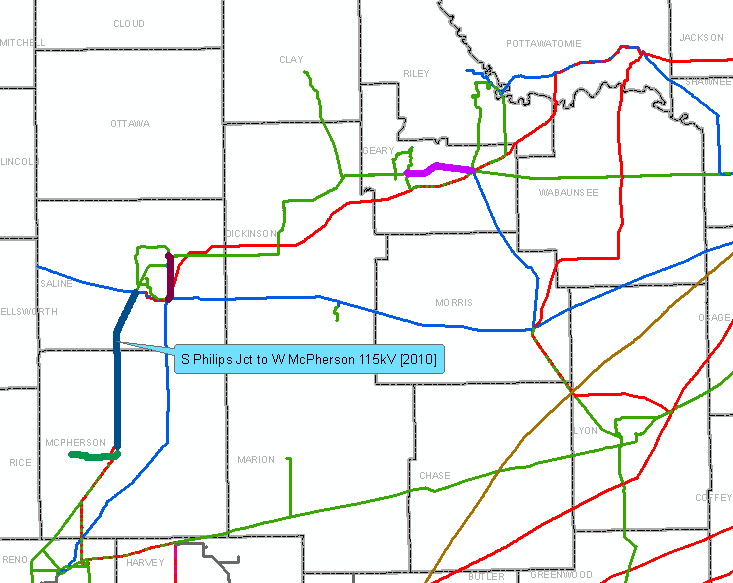 CLOUD
MITCHELL
POTTAWATOMIE
JACKSON
CLAY
RILEY
SHAWNEE
OTTAWA
GEARY
LINCOL
WABAUNSEE
DICKINSON
SALINE
MORRIS
ELLSWORTH
OSAGE
S Philips Jct to W McPherson 115kV [2010]
MCPHERSON
LYON
RICE
MARION
CHASE
COFFEY
RENO
HARVEY
BUTLER
GREENWOOD